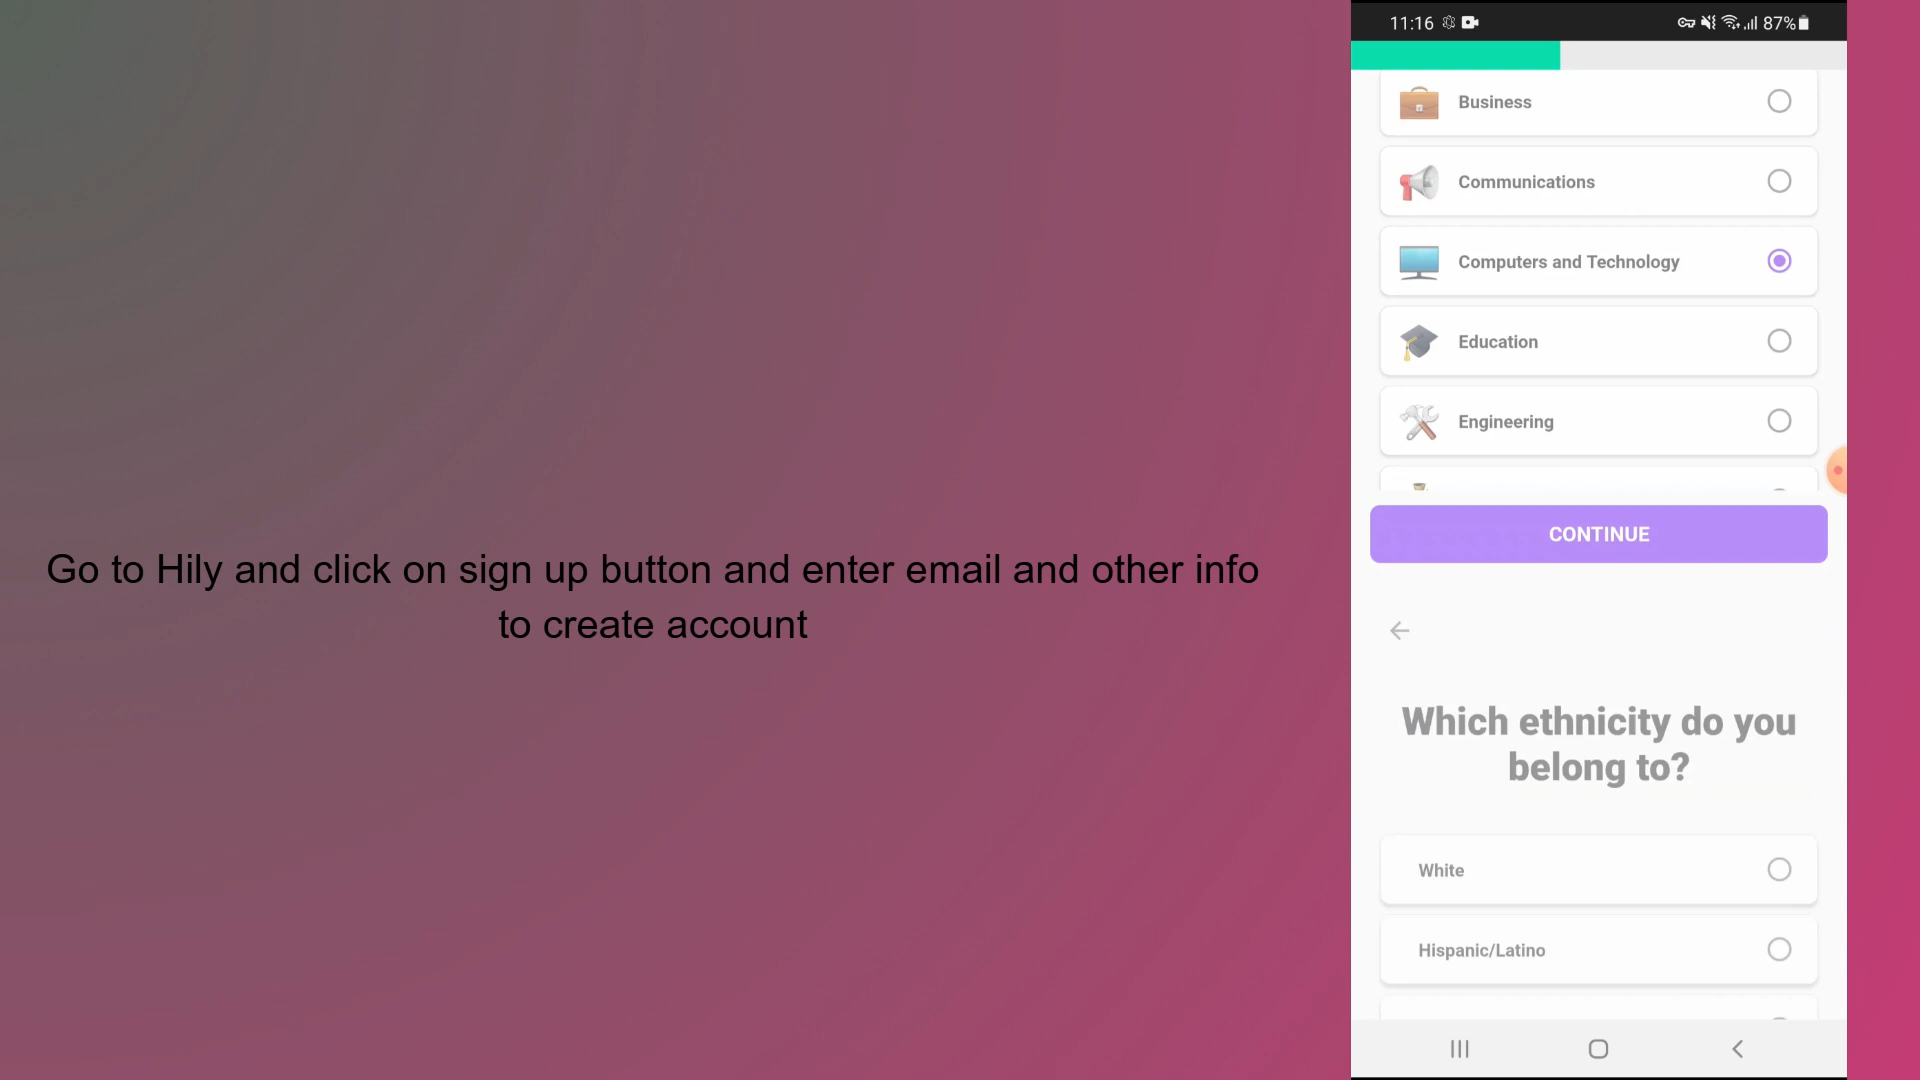 Go to Hily and click on sign up button and enter email and other info
to create account
11:16
87%
Business
Communications
Computers and Technology
Education
Engineering
CONTINUE
Which ethnicity do you
belong to?
White
Hispanic/Latino